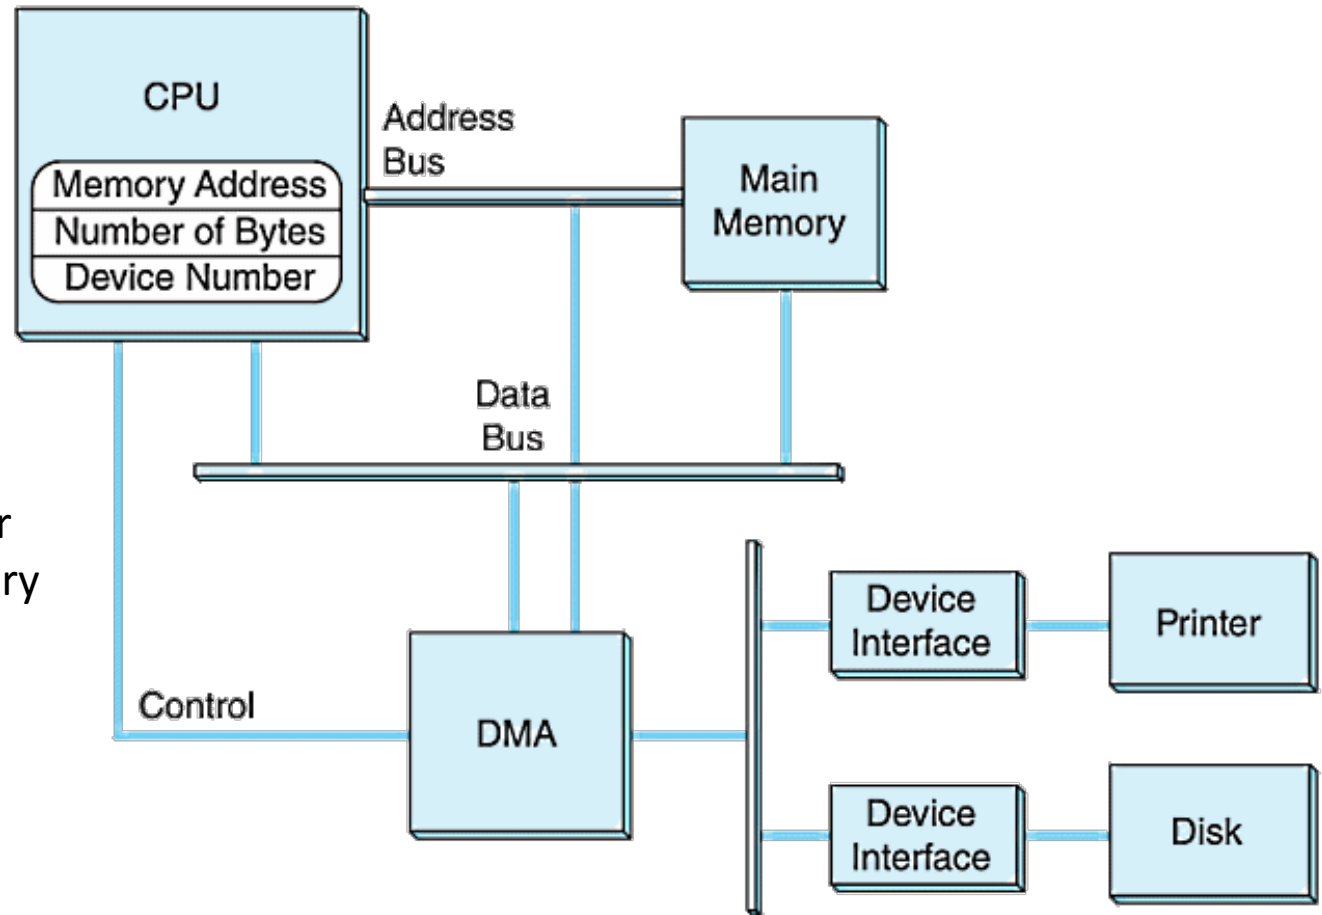 CPU
Memory Address
Number of Bytes
Device Number
Address
Bus
Main
Memory
Data
Bus
r
ry
Control
DMA
Device
Interface
Printer
Device
Interface
Disk